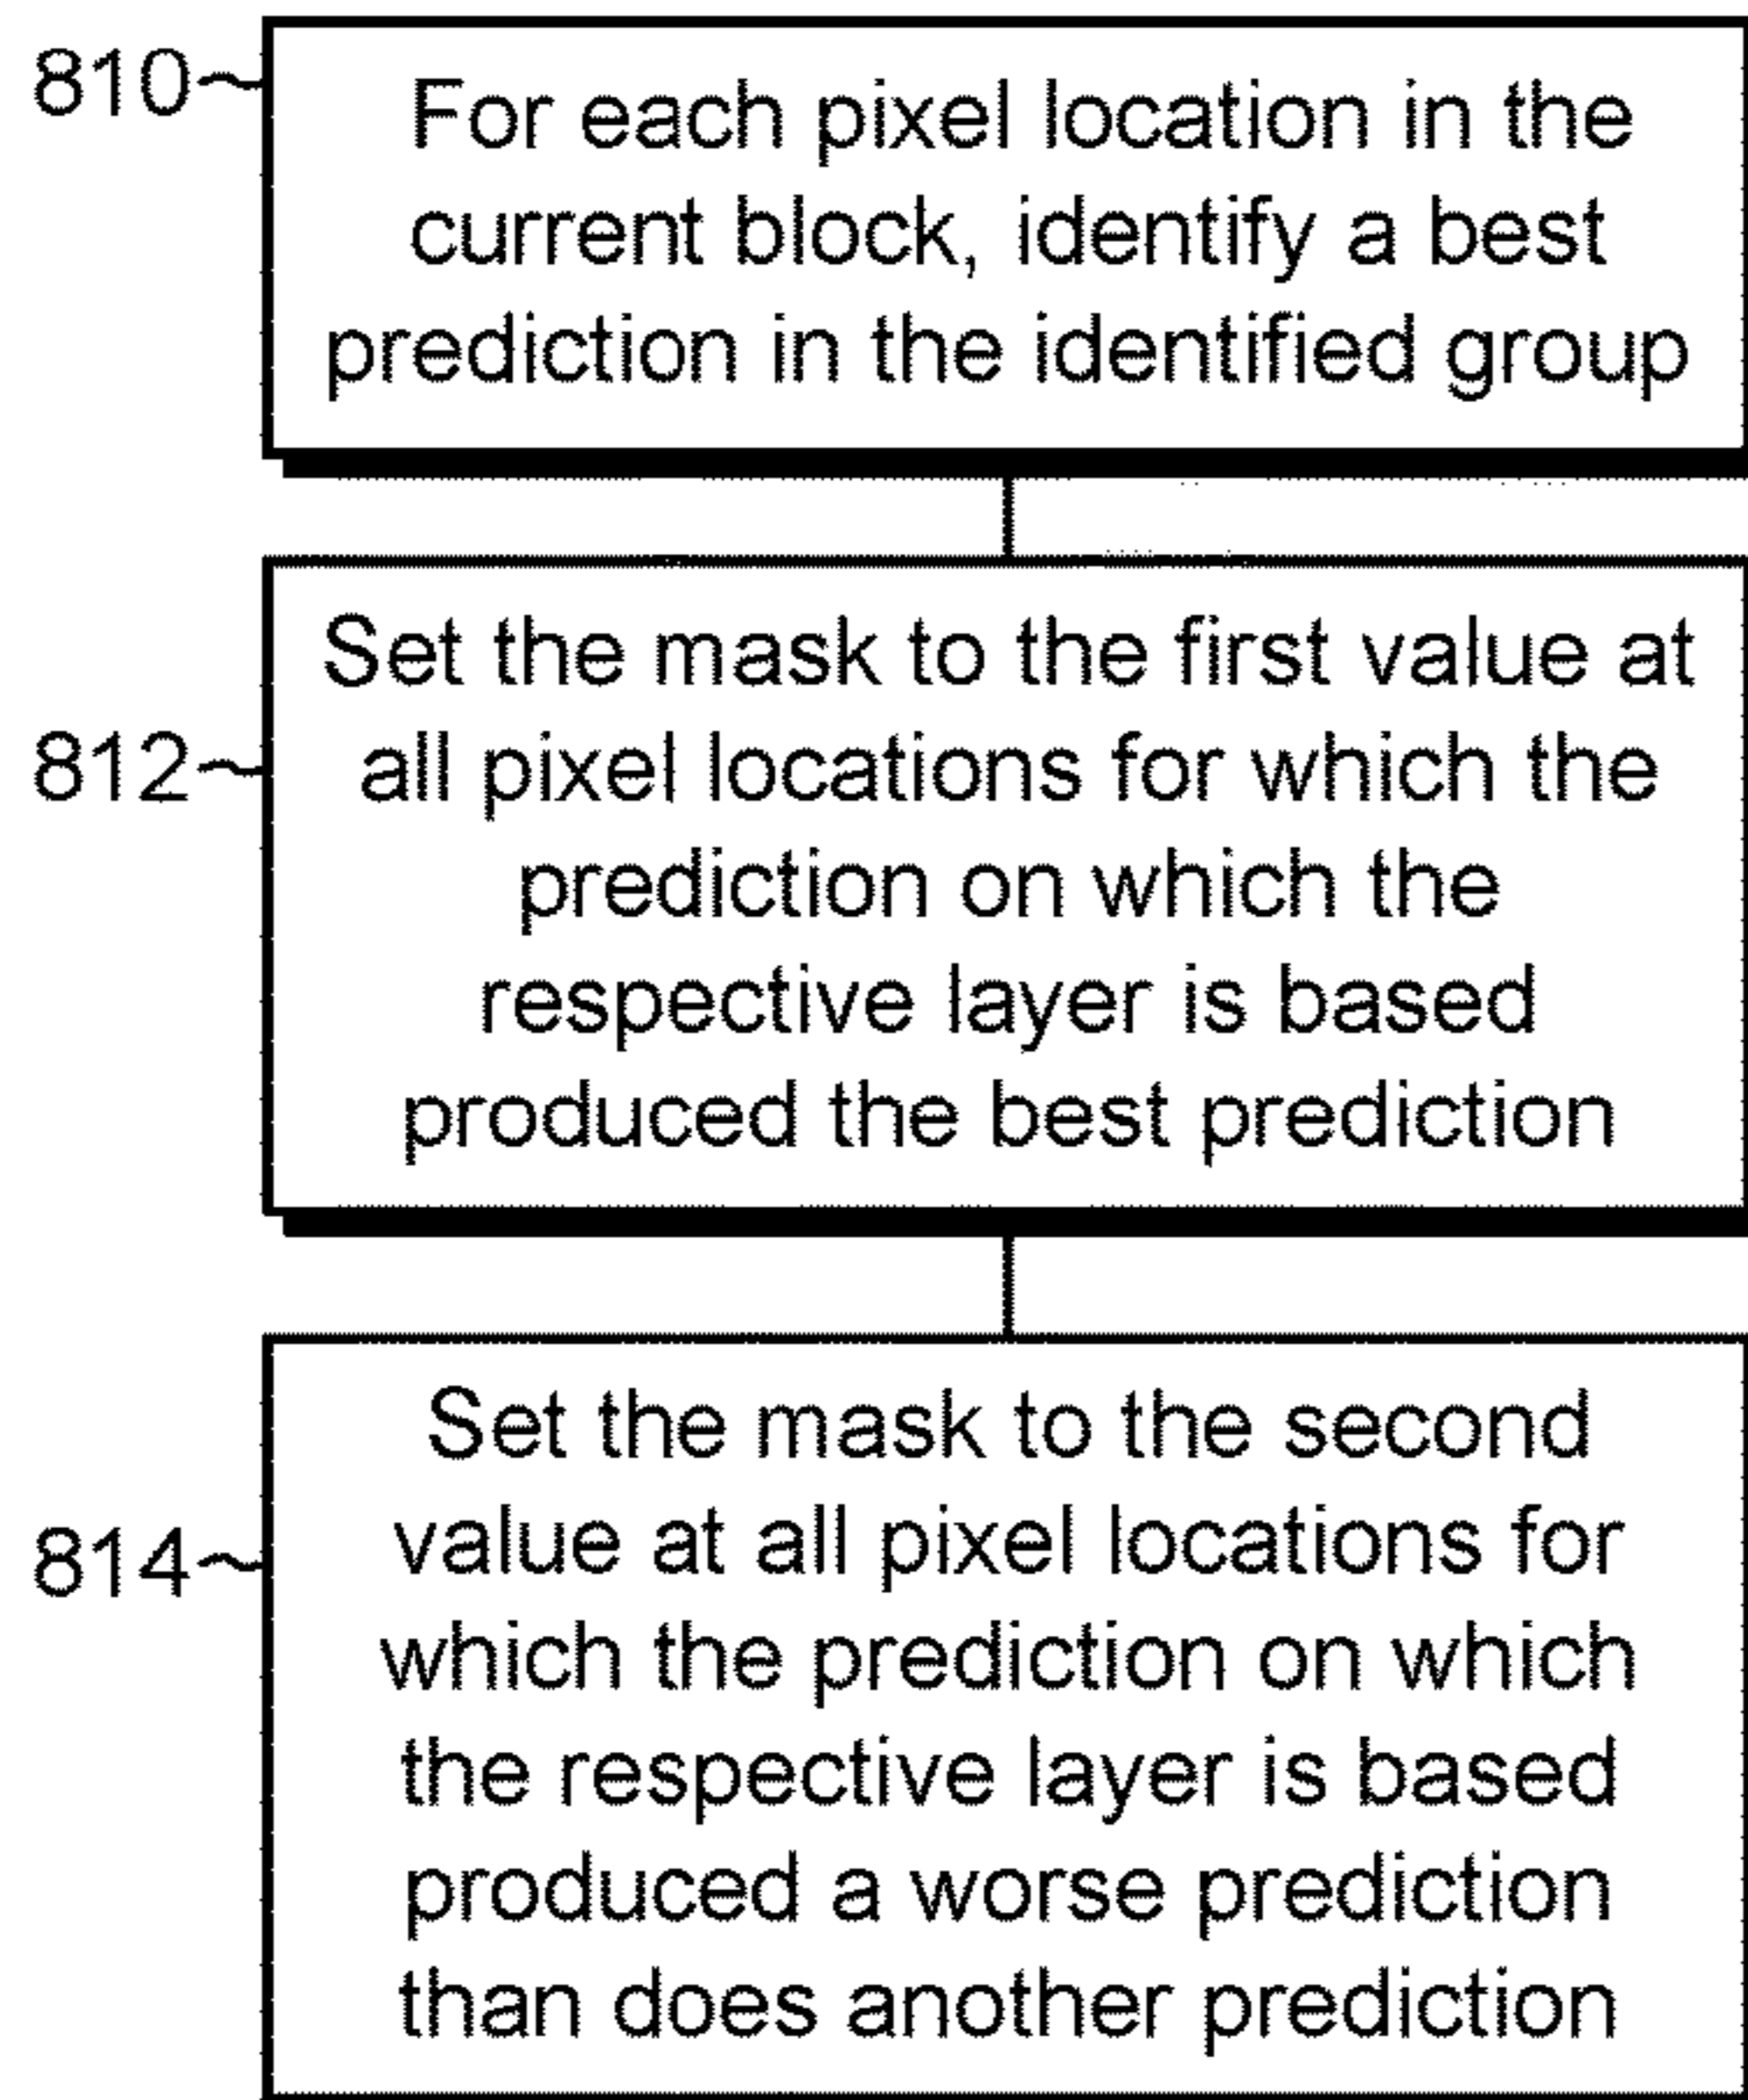 810
For each pixel location in the
current block, identify a best
prediction in the identified group
812
Set the mask to the first value at
all pixel locations for which the
prediction on which the
respective layer is based
produced the best prediction
814
Set the mask to the second
value at all pixel locations for
which the prediction on which
the respective layer is based
produced a worse prediction
than does another prediction